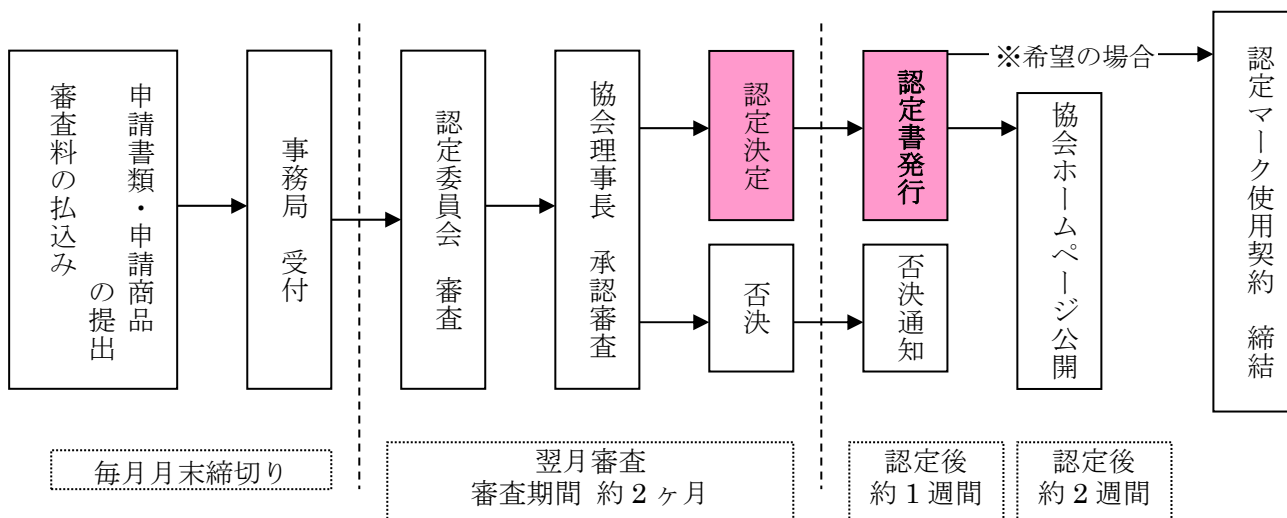 申請書類・申請商品
の提出
審査料の払込み
事務局 受付
認定委員会 審査
協会理事長 承認審査
認定決定
否決
認定書発行
否決通知
※希望の場合
協会ホームページ公開
認定マーク使用契約 締結
毎月月末締切り
翌月審査
審査期間 約2ヶ月
認定後
約1週間
認定後
約2週間